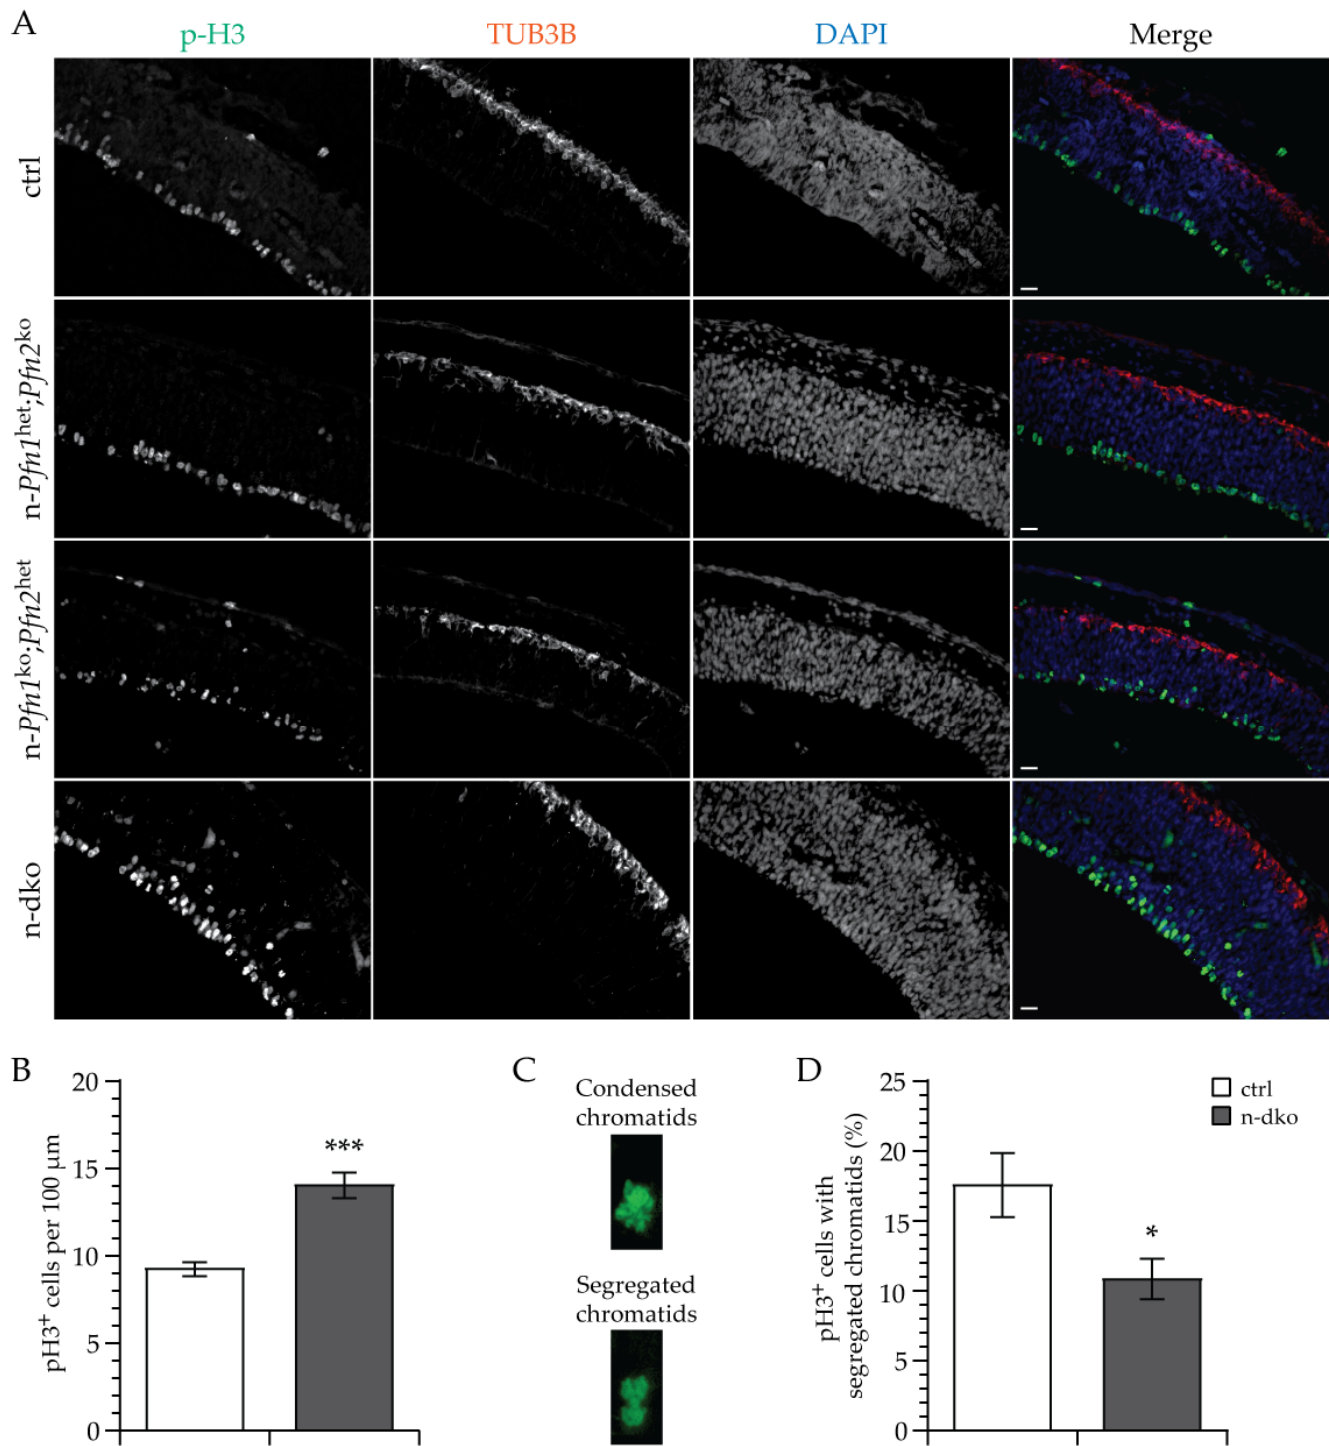 A
p-H3
TUB3B
DAPI
Merge
ctrl
n-Pfn1het;Pfn2ko
n-Pfn1ko;Pfn2het
n-dko
B
pH3+ cells per 100 μm
20
15
10
5
0
***
C
Condensed
chromatids
Segregated
chromatids
D
pH3+ cells with
segregated chromatids (%)
25
20
15
10
5
0
*
ctrl
n-dko